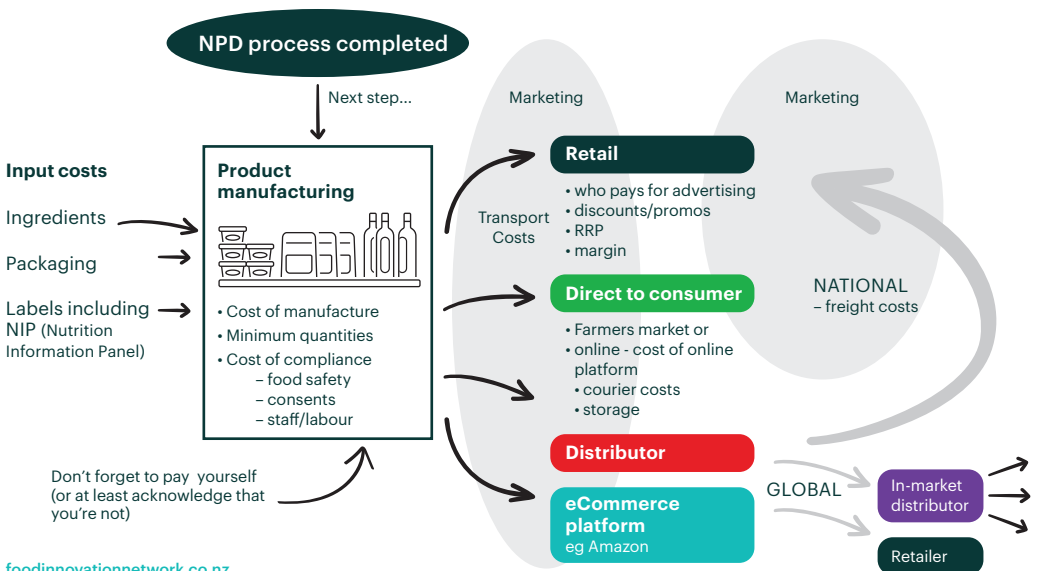 NPD process completed
Next step...
Input costs
Ingredients
Packaging
Labels including
NIP (Nutrition
Information Panel)
Product
manufacturing
• Cost of manufacture
• Minimum quantities
• Cost of compliance
– food safety
– consents
– staff/labour
Don't forget to pay yourself
(or at least acknowledge that
you're not)
foodinnovationnetwork.co.nz
Marketing
Transport
Costs
Retail
• who pays for advertising
• discounts/promos
• RRP
• margin
Direct to consumer
• Farmers market or
• online - cost of online
platform
• courier costs
• storage
Distributor
eCommerce
platform
eg Amazon
Marketing
NATIONAL
– freight costs
GLOBAL
In-market
distributor
Retailer